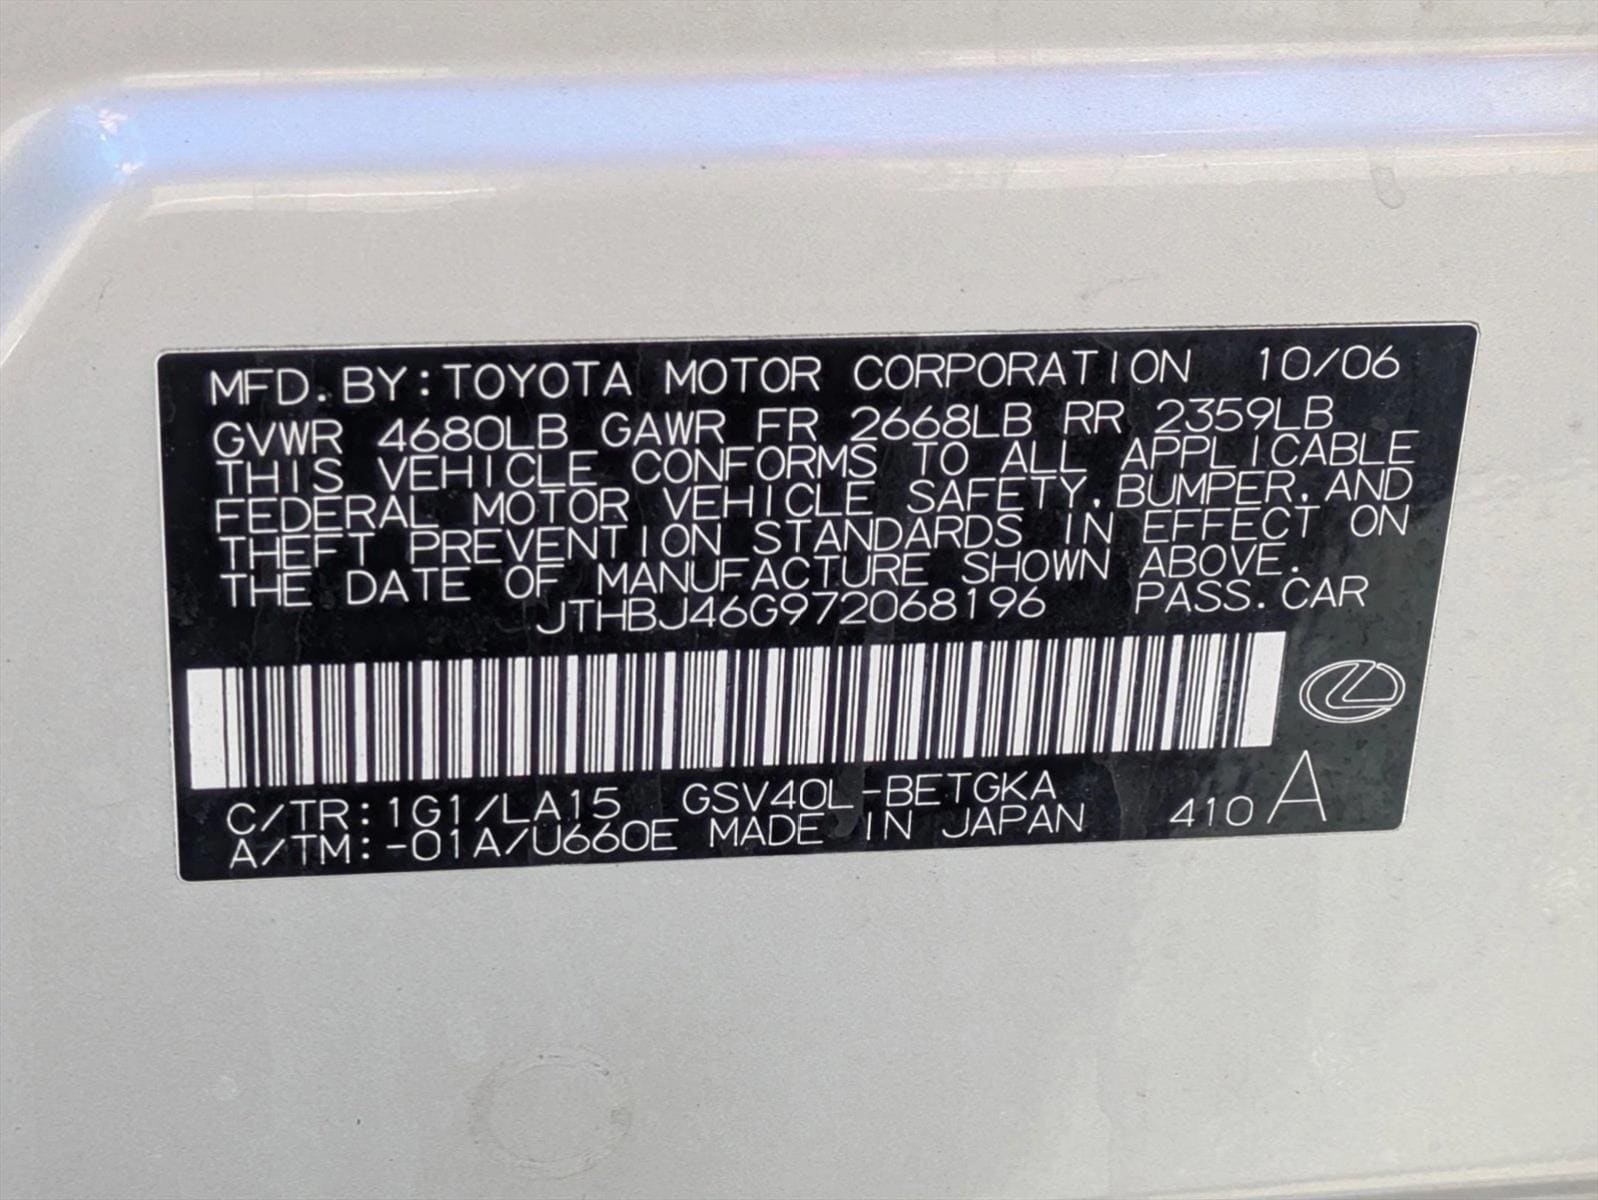 MFD. BY: TOYOTA MOTOR CORPORATION 10/06
GVWR 4680LB GAWR FR 2668LB RR 2359LB
THIS VEHICLE CONFORMS TO ALL APPLICABLE
FEDERAL MOTOR VEHICLE SAFETY, BUMPER, AND
THEFT PREVENTION STANDARDS IN EFFECT ON
THE DATE OF MANUFACTURE SHOWN ABOVE.
JTHBJ46G972068196 PASS. CAR
C/TR: 1G1/LA15 GSV40L-BETGKA
A/TM: -01A/U660E MADE IN JAPAN 410 A